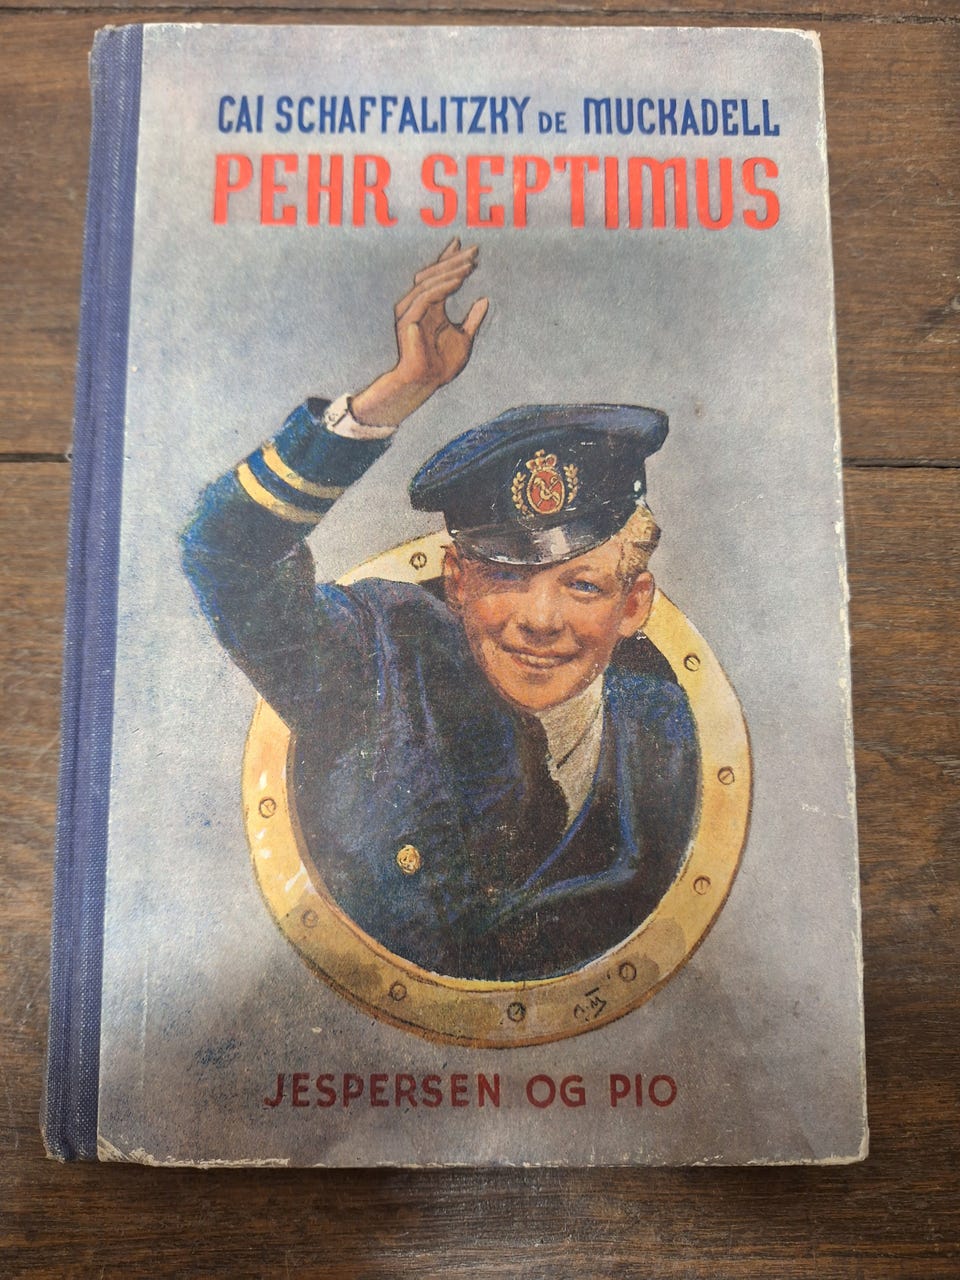 CAI SCHAFFALITZKY DE MUCKADELL
PEHR SEPTIMUS
JESPERSEN OG PIO